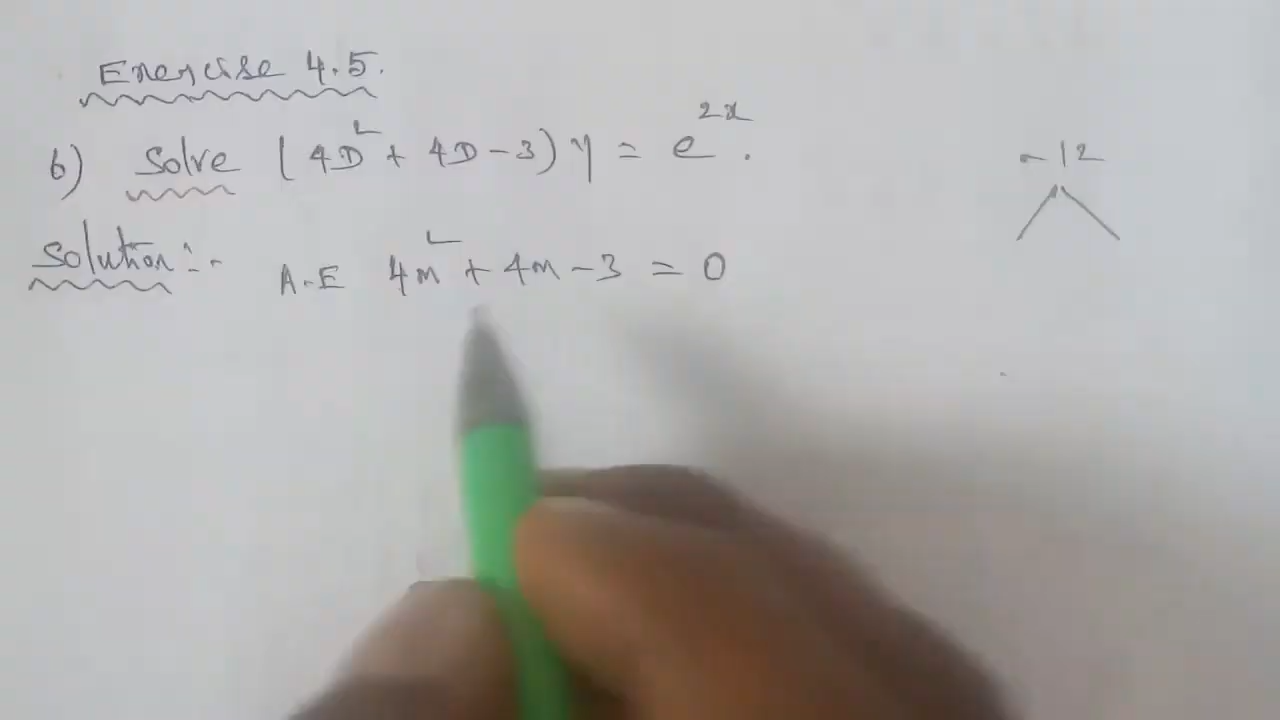 Exercise 4.5.
6) Solve (4D² + 4D - 3) y = e^{2x}.
Solution:-
A.E 4m² + 4m - 3 = 0
-12